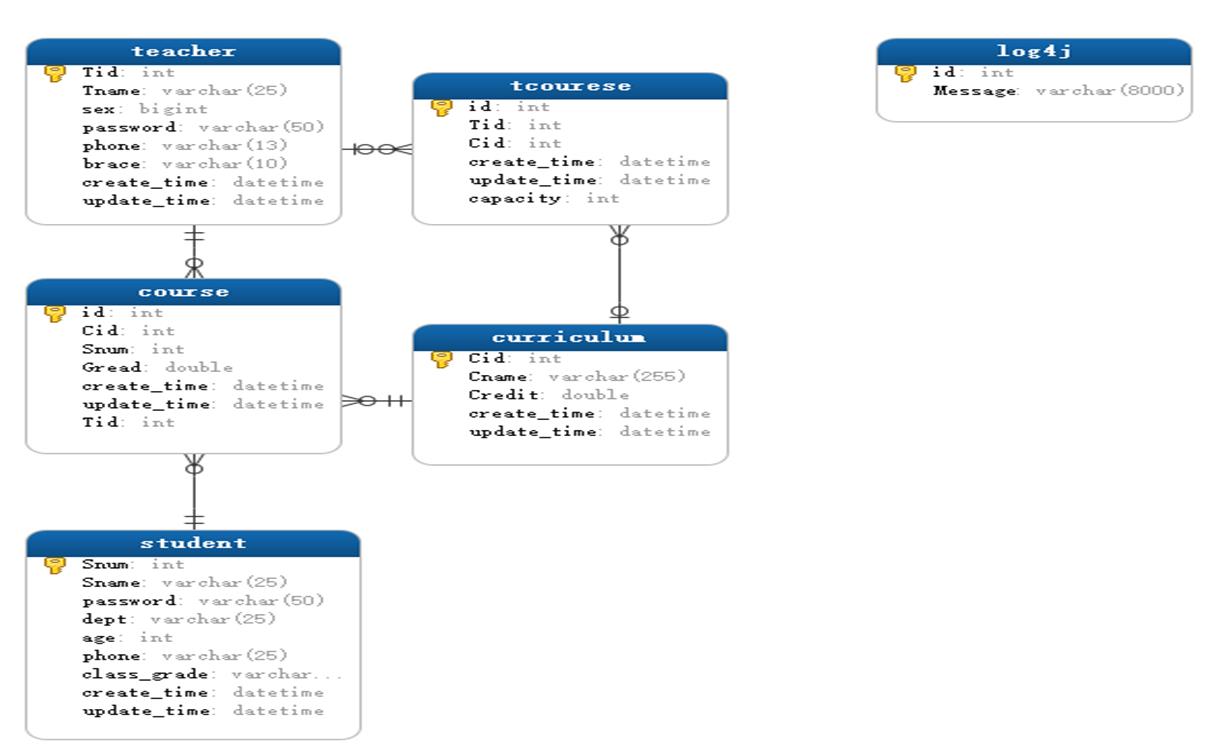 teacher
Tid: int
Tname: varchar(25)
sex: bigint
password: varchar(50)
phone: varchar(13)
brace: varchar(10)
create_time: datetime
update_time: datetime
tcourese
id: int
Tid: int
Cid: int
create_time: datetime
update_time: datetime
capacity: int
log4j
id: int
Message: varchar(8000)
course
id: int
Cid: int
Snum: int
Gread: double
create_time: datetime
update_time: datetime
Tid: int
curriculum
Cid: int
Cname: varchar(255)
Credit: double
create_time: datetime
update_time: datetime
student
Snum: int
Sname: varchar(25)
password: varchar(50)
dept: varchar(25)
age: int
phone: varchar(25)
class_grade: varchar...
create_time: datetime
update_time: datetime